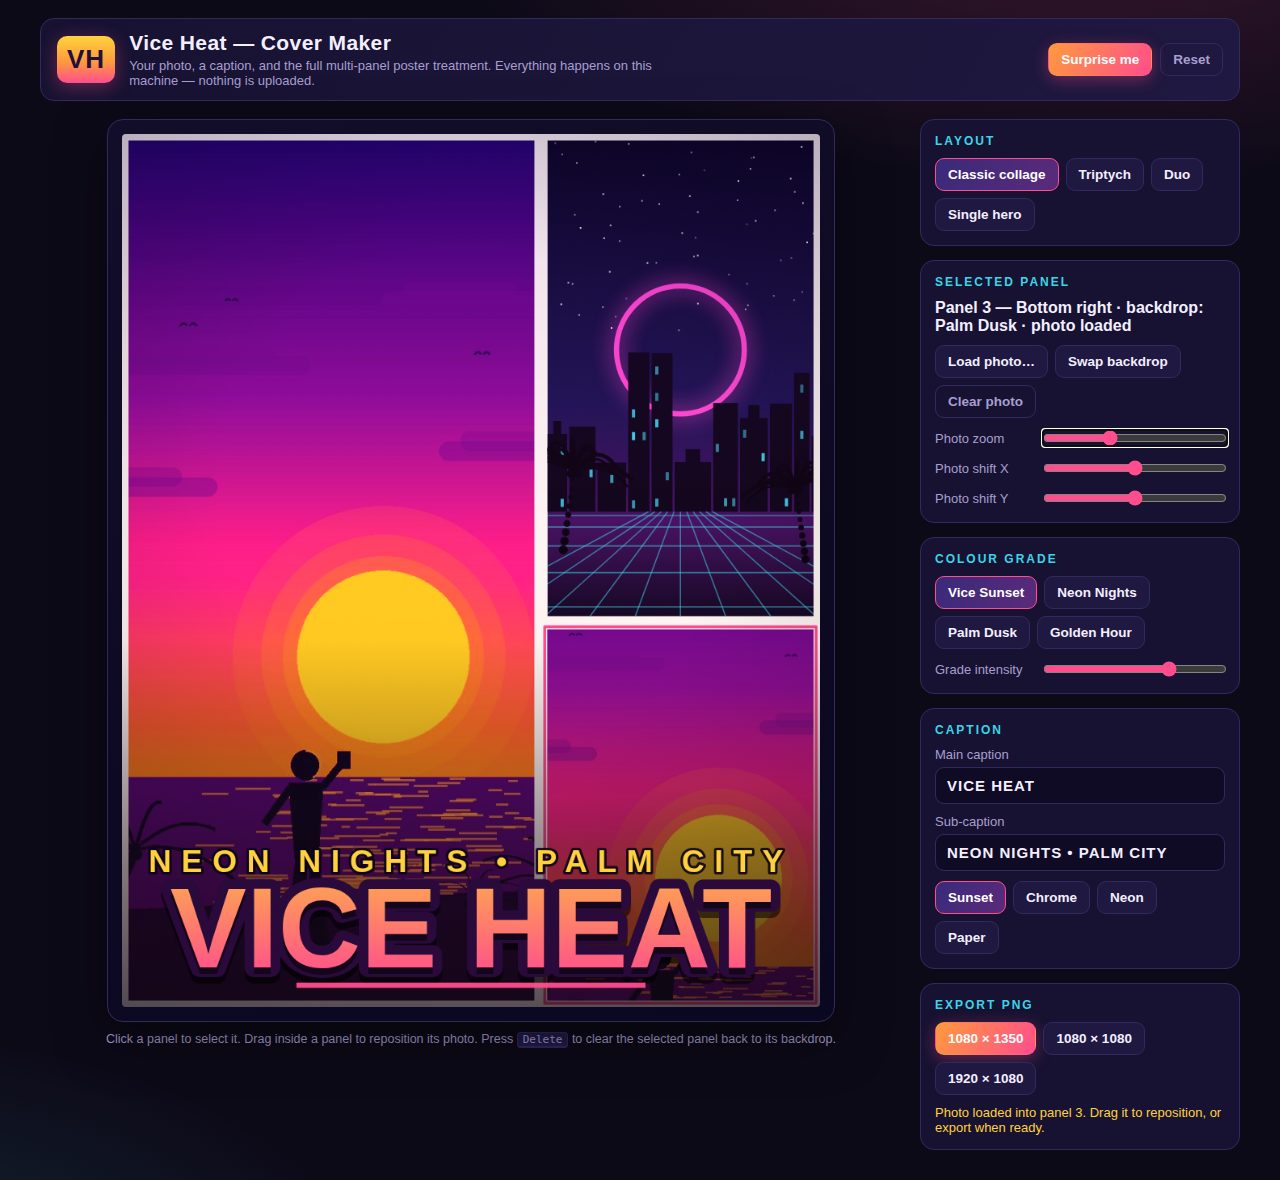 VH
Vice Heat — Cover Maker
Your photo, a caption, and the full multi-panel poster treatment. Everything happens on this
machine — nothing is uploaded.
Surprise me
Reset
NEON NIGHTS • PALM CITY
VICE HEAT
Click a panel to select it. Drag inside a panel to reposition its photo. Press Delete to clear the selected panel back to its backdrop.
LAYOUT
Classic collage
Triptych
Duo
Single hero
SELECTED PANEL
Panel 3 — Bottom right · backdrop:
Palm Dusk · photo loaded
Load photo…
Swap backdrop
Clear photo
Photo zoom
Photo shift X
Photo shift Y
COLOUR GRADE
Vice Sunset
Neon Nights
Palm Dusk
Golden Hour
Grade intensity
CAPTION
Main caption
VICE HEAT
Sub-caption
NEON NIGHTS • PALM CITY
Sunset
Chrome
Neon
Paper
EXPORT PNG
1080 × 1350
1080 × 1080
1920 × 1080
Photo loaded into panel 3. Drag it to reposition, or
export when ready.